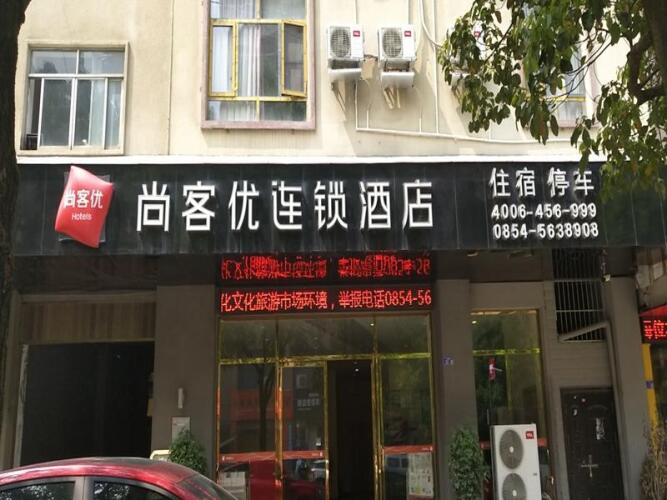 尚客优
Hotels
尚客优连锁酒店
住宿 停车
4006-456-999
0854-5638908
化文化旅游市场环境，举报电话0854-56